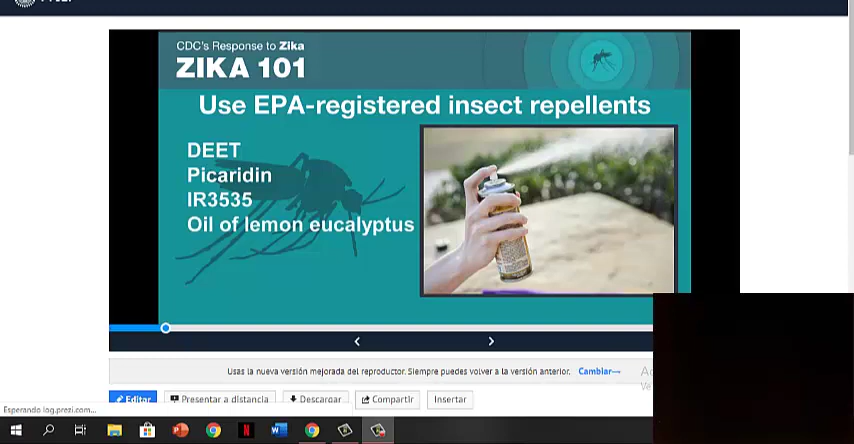 CDC's Response to Zika
ZIKA 101
Use EPA-registered insect repellents
DEET
Picaridin
IR3535
Oil of lemon eucalyptus
Usas la nueva versión mejorada del reproductor. Siempre puedes volver a la versión anterior. Cambiar
Editar
Presentar a distancia
Descargar
Compartir
Insertar
Esperando log.prezi.com...